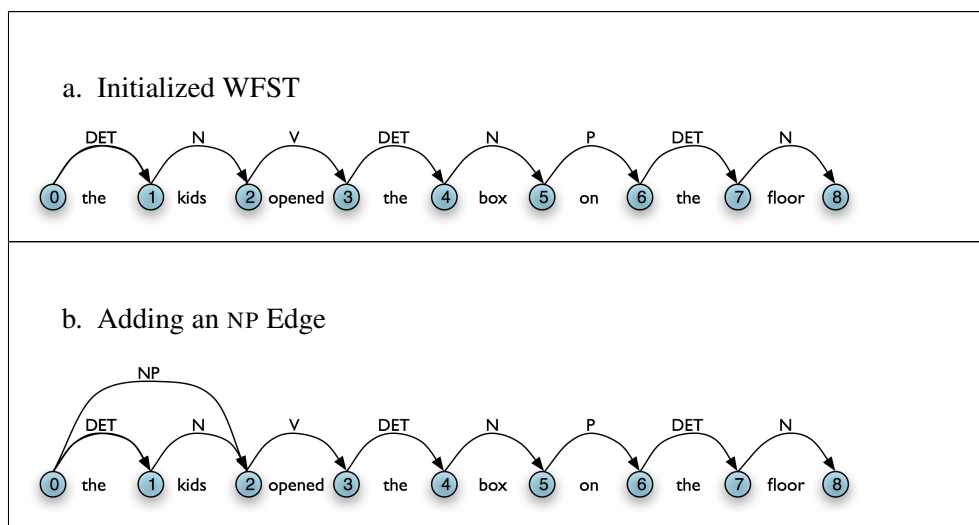 a. Initialized WFST
DET N V DET N P DET N
0 the 1 kids 2 opened 3 the 4 box 5 on 6 the 7 floor 8
b. Adding an NP Edge
NP
DET N V DET N P DET N
0 the 1 kids 2 opened 3 the 4 box 5 on 6 the 7 floor 8